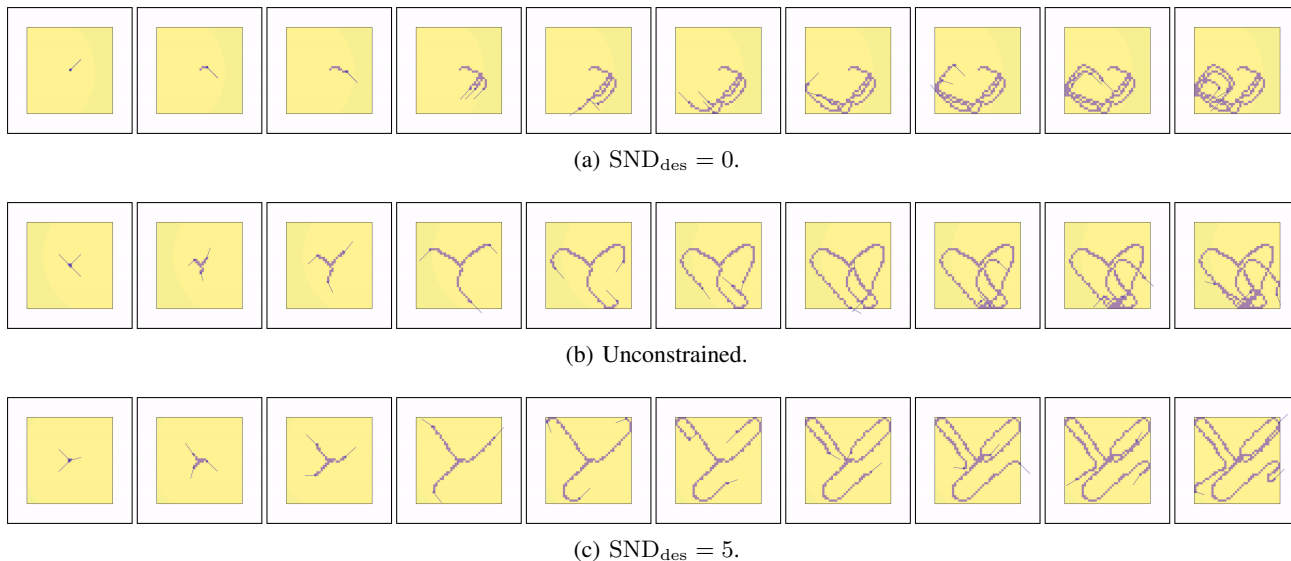 (a) SND_des = 0.
(b) Unconstrained.
(c) SND_des = 5.